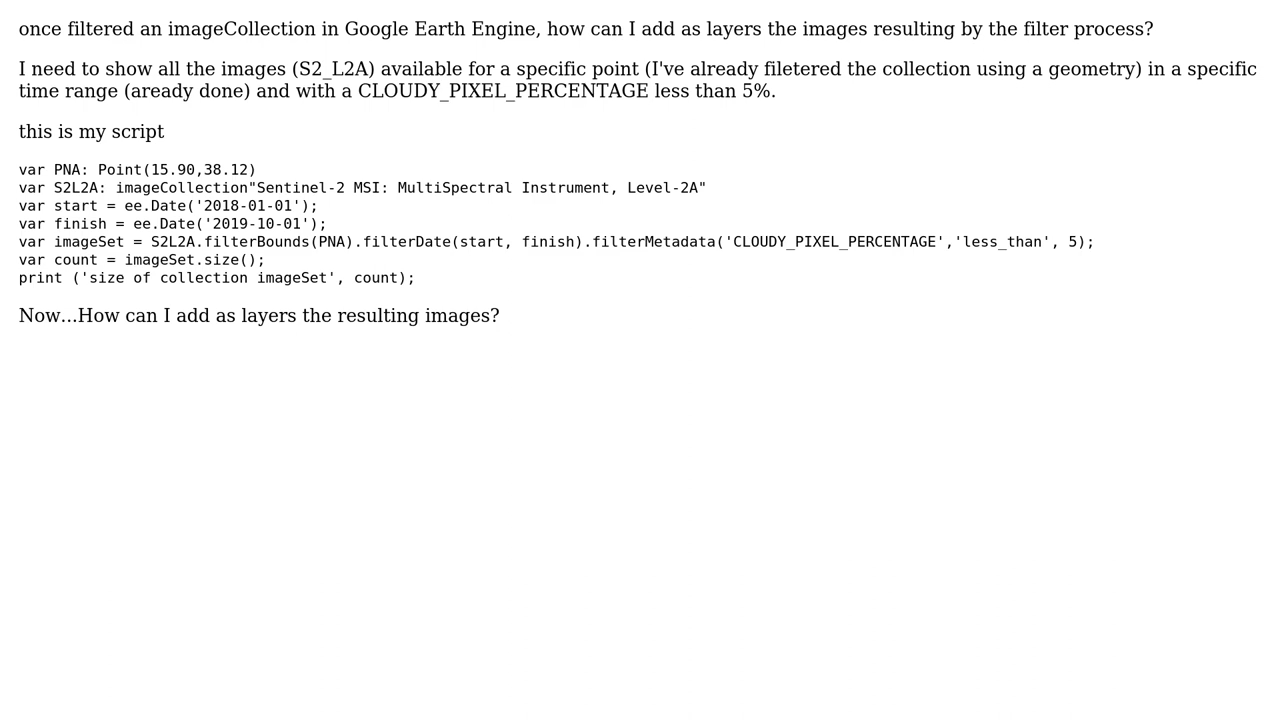 once filtered an imageCollection in Google Earth Engine, how can I add as layers the images resulting by the filter process?
I need to show all the images (S2_L2A) available for a specific point (I've already filetered the collection using a geometry) in a specific
time range (aready done) and with a CLOUDY_PIXEL_PERCENTAGE less than 5%.
this is my script
var PNA: Point(15.90,38.12)
var S2L2A: imageCollection"Sentinel-2 MSI: MultiSpectral Instrument, Level-2A"
var start = ee.Date('2018-01-01');
var finish = ee.Date('2019-10-01');
var imageSet = S2L2A.filterBounds(PNA).filterDate(start, finish).filterMetadata('CLOUDY_PIXEL_PERCENTAGE','less_than', 5);
var count = imageSet.size();
print ('size of collection imageSet', count);
Now...How can I add as layers the resulting images?